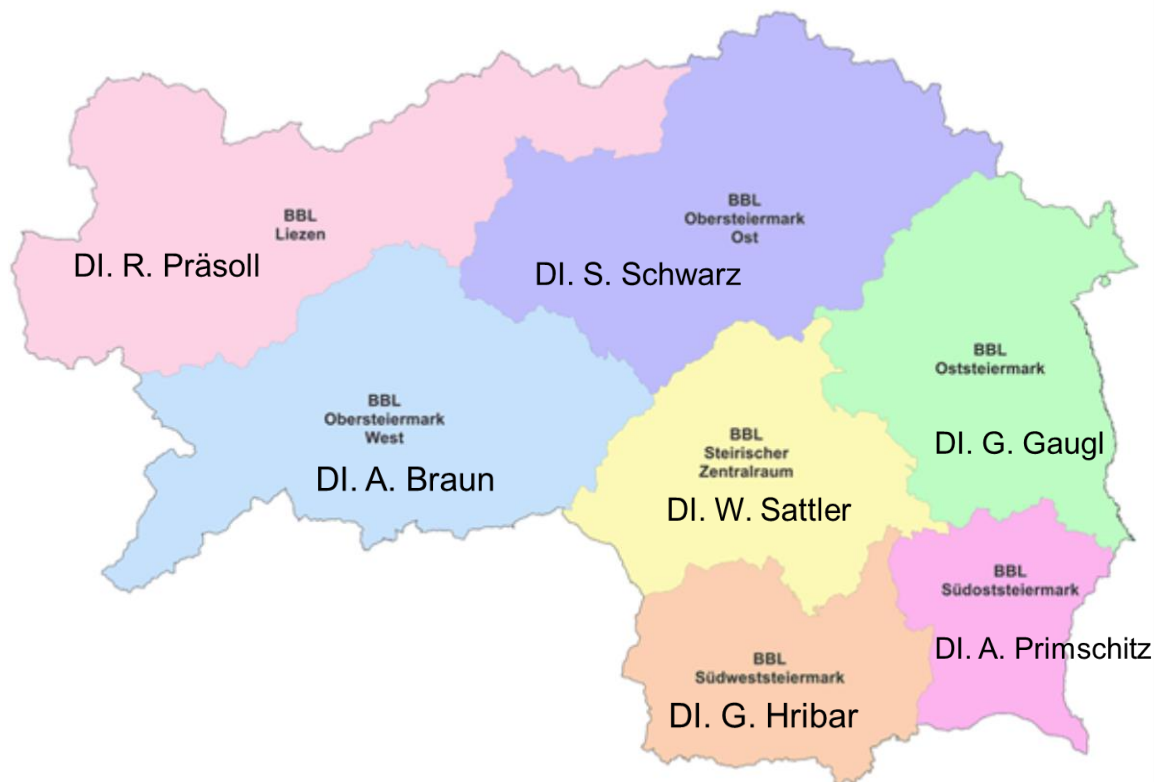 BBL
Liezen
DI. R. Präsoll
BBL
Obersteiermark
Ost
DI. S. Schwarz
BBL
Oststeiermark
DI. G. Gaugl
BBL
Obersteiermark
West
DI. A. Braun
BBL
Steirischer
Zentralraum
DI. W. Sattler
BBL
Südoststeiermark
DI. A. Primschitz
BBL
Südweststeiermark
DI. G. Hribar